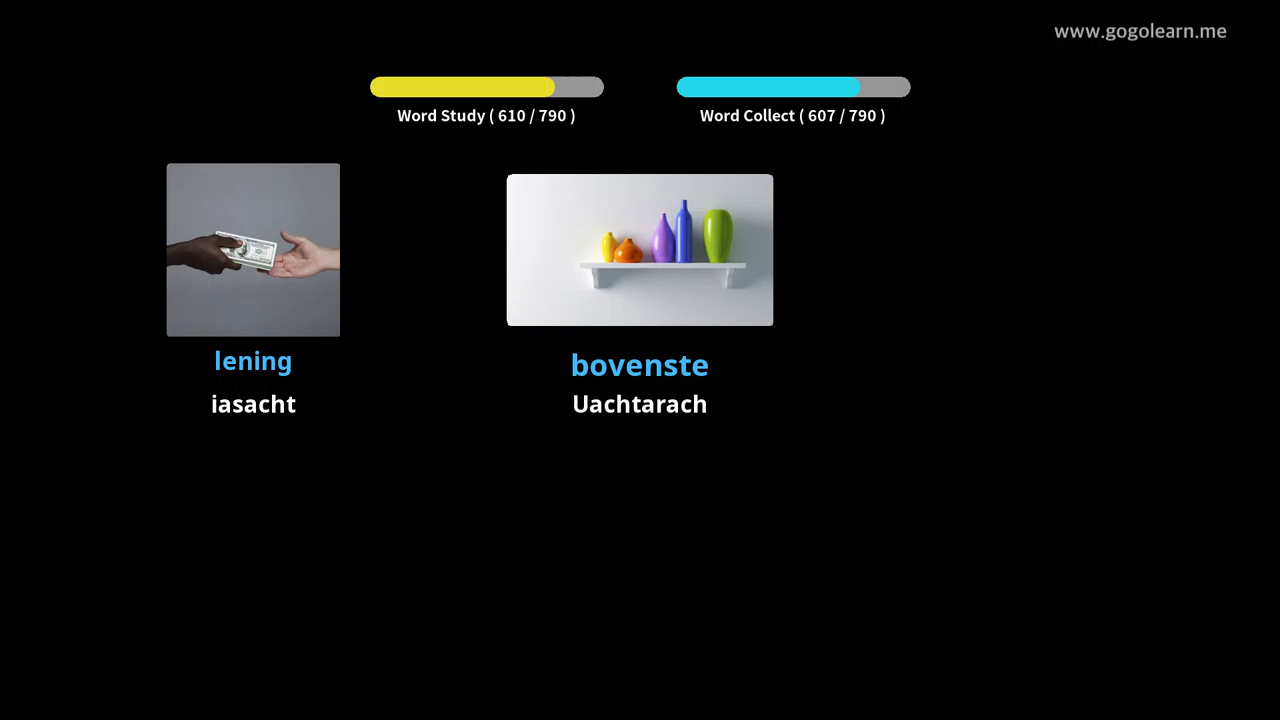 www.gogolearn.me
Word Study ( 610 / 790 )
Word Collect ( 607 / 790 )
lening
iasacht
bovenste
Uachtarach